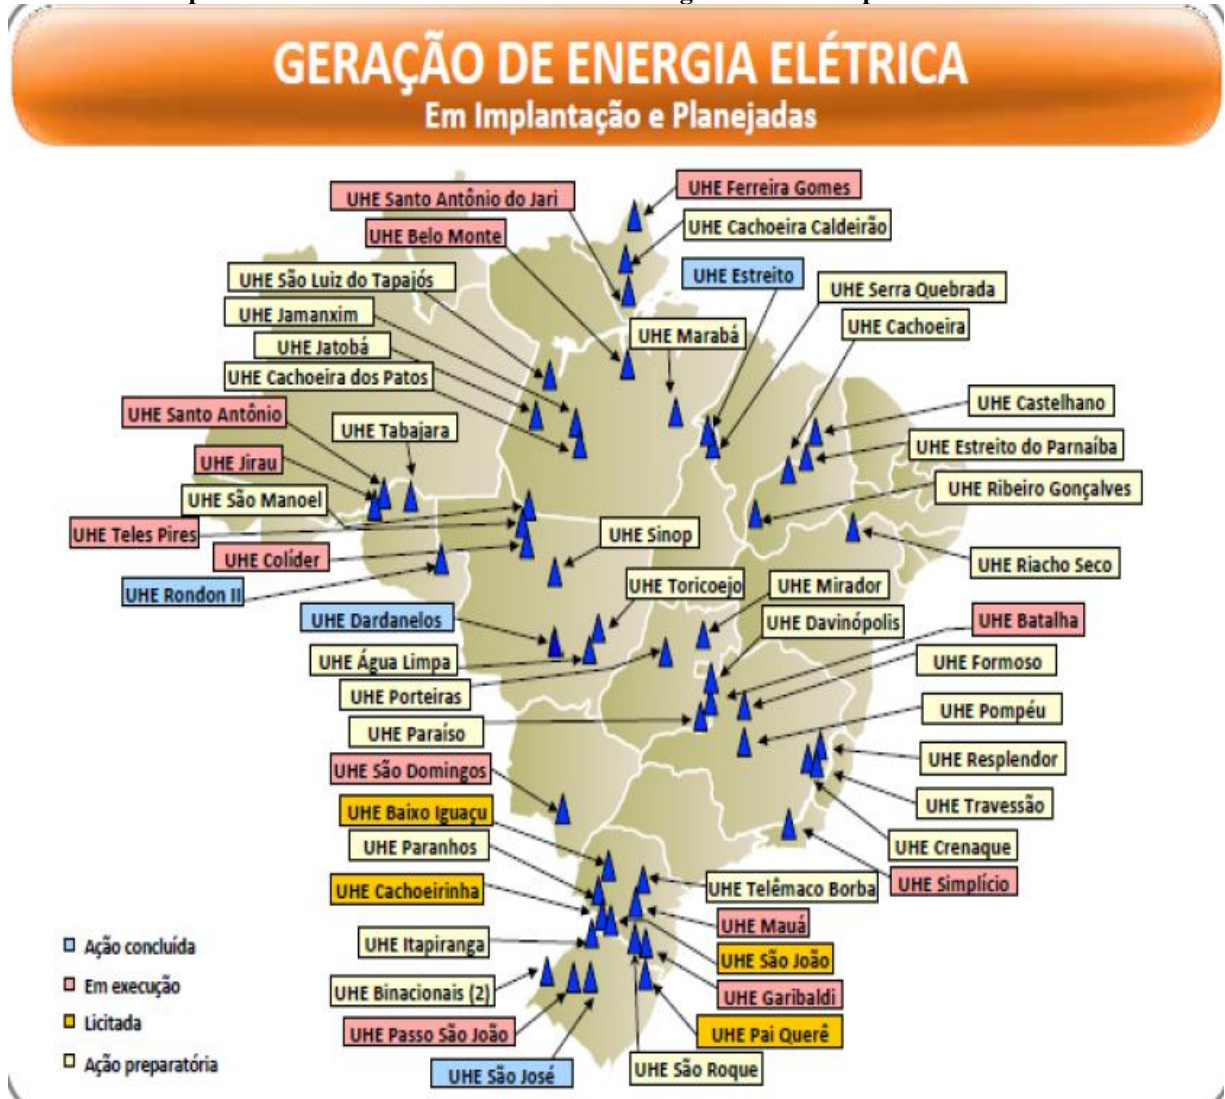 GERAÇÃO DE ENERGIA ELÉTRICA
Em Implantação e Planejadas
UHE Santo Antônio do Jari
UHE Ferreira Gomes
UHE Belo Monte
UHE Cachoeira Caldeirão
UHE São Luiz do Tapajós
UHE Estreito
UHE Serra Quebrada
UHE Jamanxim
UHE Marabá
UHE Cachoeira
UHE Jatobá
UHE Cachoeira dos Patos
UHE Castelhano
UHE Santo Antônio
UHE Tabajara
UHE Estreito do Parnaíba
UHE Jirau
UHE Ribeiro Gonçalves
UHE São Manoel
UHE Teles Pires
UHE Sinop
UHE Colíder
UHE Riacho Seco
UHE Rondon II
UHE Toricoejo
UHE Mirador
UHE Dardanelos
UHE Davinópolis
UHE Batalha
UHE Água Limpa
UHE Formoso
UHE Porteiras
UHE Pompéu
UHE Paraíso
UHE Resplendor
UHE São Domingos
UHE Travessão
UHE Baixo Iguaçu
UHE Paranhos
UHE Crenaque
UHE Cachoeirinha
UHE Telêmaco Borba
UHE Simplício
UHE Mauá
UHE Itapiranga
UHE São João
UHE Binacionais (2)
UHE Garibaldi
UHE Passo São João
UHE Pai Querê
UHE São José
UHE São Roque
Ação concluída
Em execução
Licitada
Ação preparatória